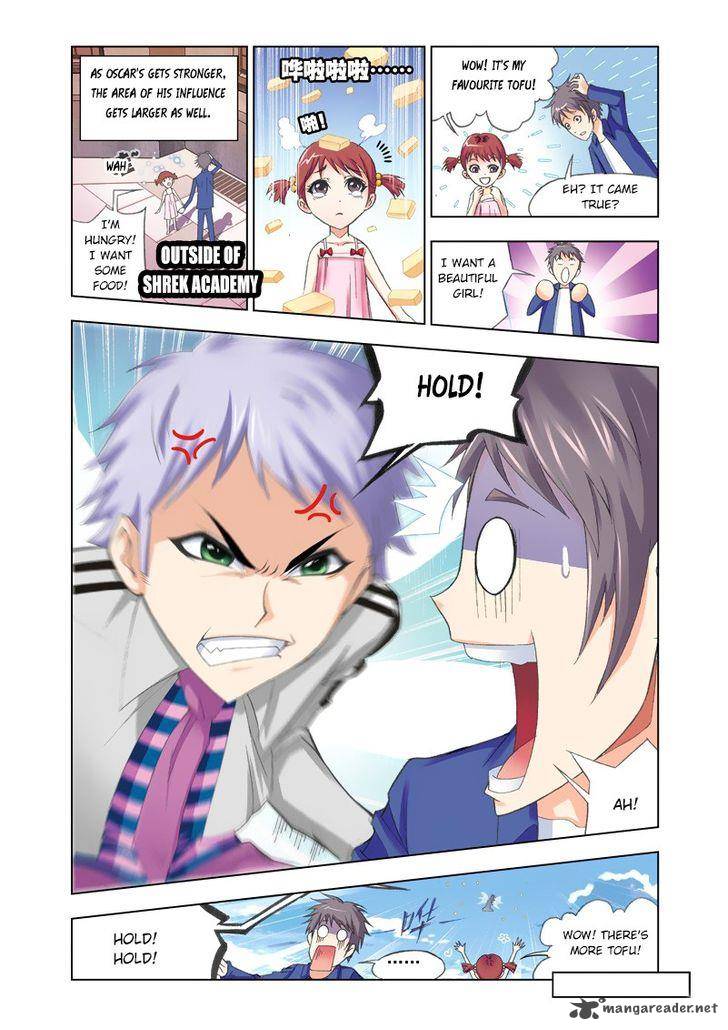 AS OSCAR'S GETS STRONGER,
THE AREA OF HIS INFLUENCE
GETS LARGER AS WELL.
WAH
I'M
HUNGRY!
I WANT
SOME
FOOD!
OUTSIDE OF
SHREK ACADEMY
哗啦啦啦……
啪!
WOW! IT'S MY
FAVOURITE TOFU!
EH? IT CAME
TRUE?
I WANT A
BEAUTIFUL
GIRL!
HOLD!
AH!
HOLD!
HOLD!
......
WOW! THERE'S
MORE TOFU!
mangareader.net